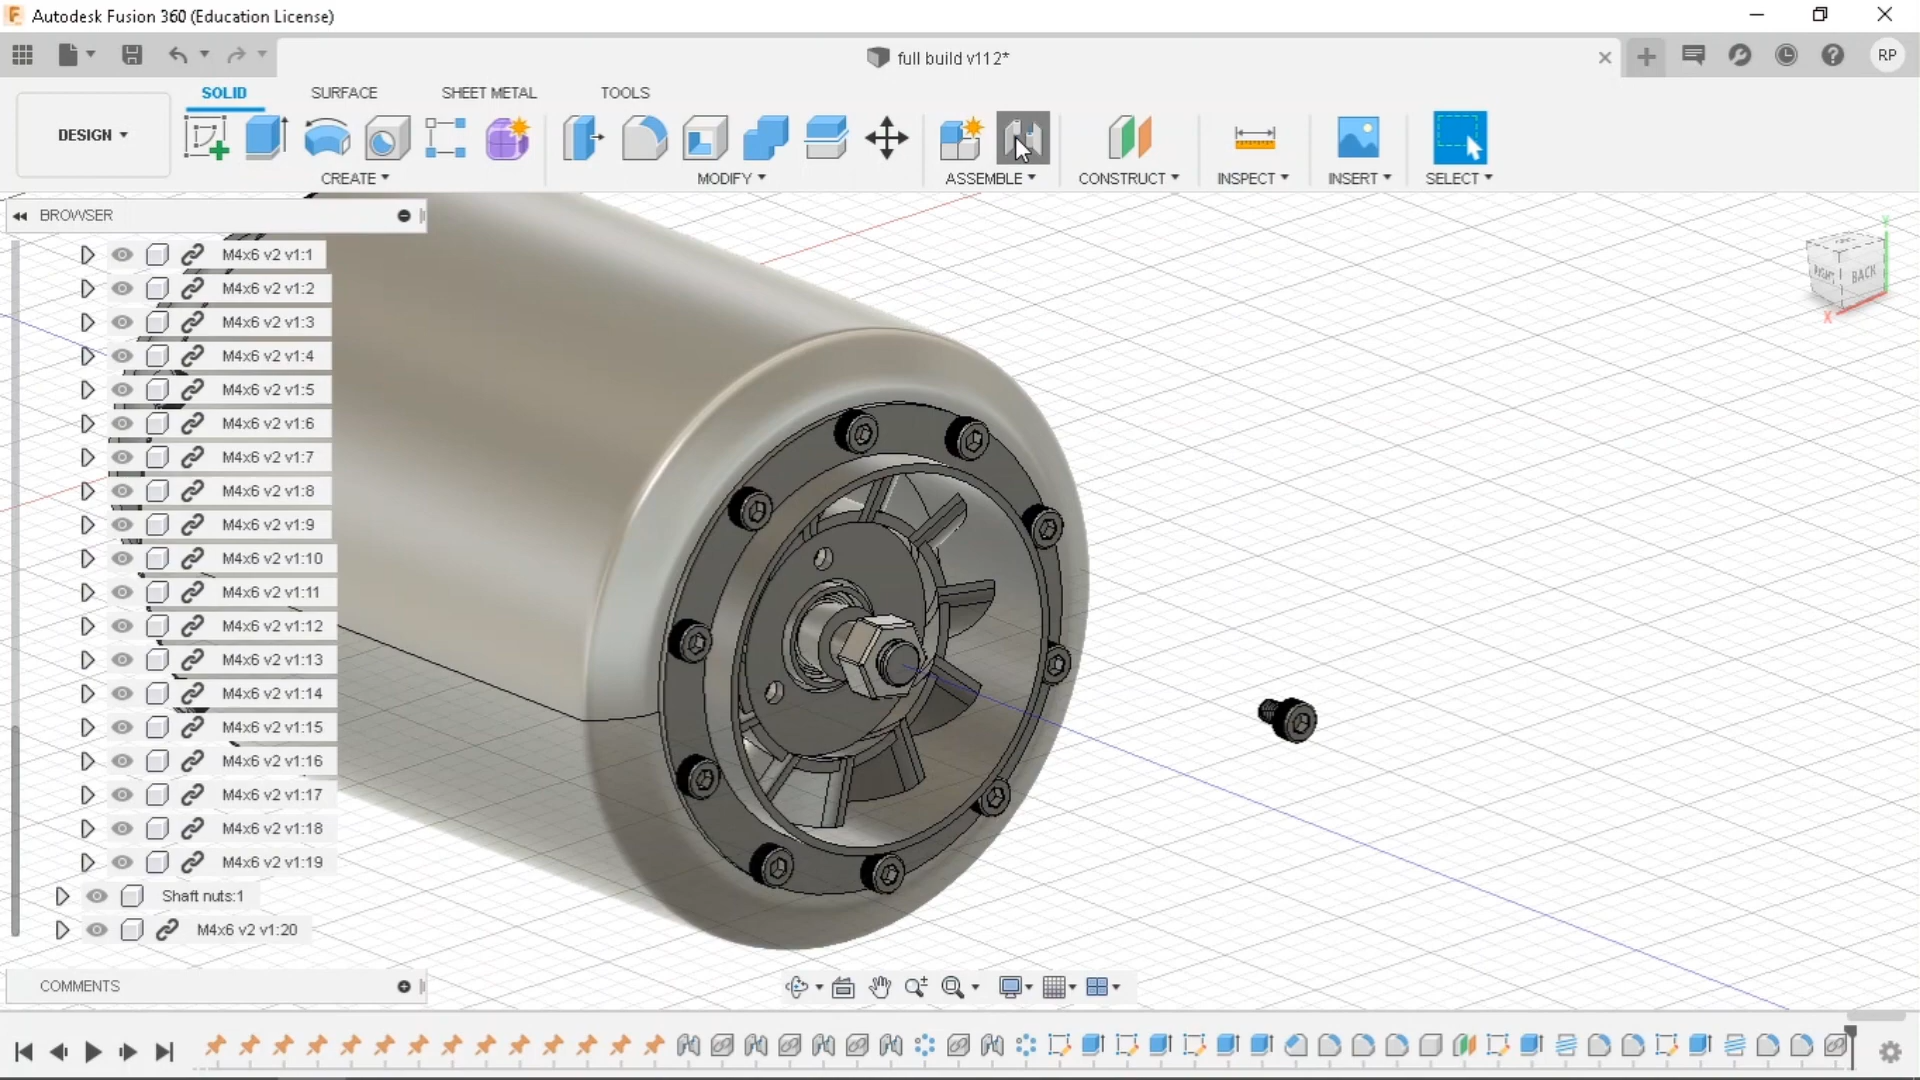 Autodesk Fusion 360 (Education License)
full build v112*
RP
SOLID
SURFACE
SHEET METAL
TOOLS
DESIGN
CREATE
MODIFY
ASSEMBLE
CONSTRUCT
INSPECT
INSERT
SELECT
BROWSER
M4x6 v2 v1:1
M4x6 v2 v1:2
M4x6 v2 v1:3
M4x6 v2 v1:4
M4x6 v2 v1:5
M4x6 v2 v1:6
M4x6 v2 v1:7
M4x6 v2 v1:8
M4x6 v2 v1:9
M4x6 v2 v1:10
M4x6 v2 v1:11
M4x6 v2 v1:12
M4x6 v2 v1:13
M4x6 v2 v1:14
M4x6 v2 v1:15
M4x6 v2 v1:16
M4x6 v2 v1:17
M4x6 v2 v1:18
M4x6 v2 v1:19
Shaft nuts:1
M4x6 v2 v1:20
Y
RIGHT
BACK
X
COMMENTS